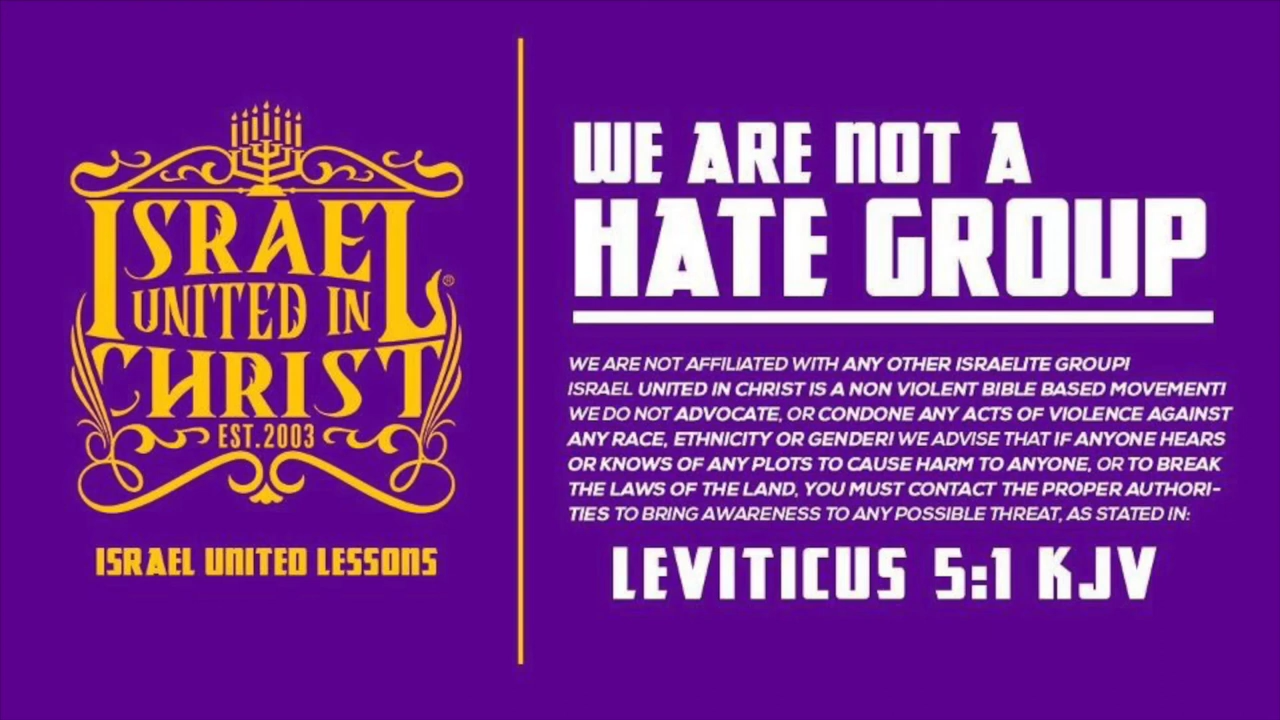 ISRAEL
UNITED IN
CHRIST
EST.2003
ISRAEL UNITED LESSONS
WE ARE NOT A
HATE GROUP
WE ARE NOT AFFILIATED WITH ANY OTHER ISRAELITE GROUP!
ISRAEL UNITED IN CHRIST IS A NON VIOLENT BIBLE BASED MOVEMENT!
WE DO NOT ADVOCATE, OR CONDONE ANY ACTS OF VIOLENCE AGAINST
ANY RACE, ETHNICITY OR GENDER! WE ADVISE THAT IF ANYONE HEARS
OR KNOWS OF ANY PLOTS TO CAUSE HARM TO ANYONE, OR TO BREAK
THE LAWS OF THE LAND, YOU MUST CONTACT THE PROPER AUTHORI-
TIES TO BRING AWARENESS TO ANY POSSIBLE THREAT, AS STATED IN:
LEVITICUS 5:1 KJV